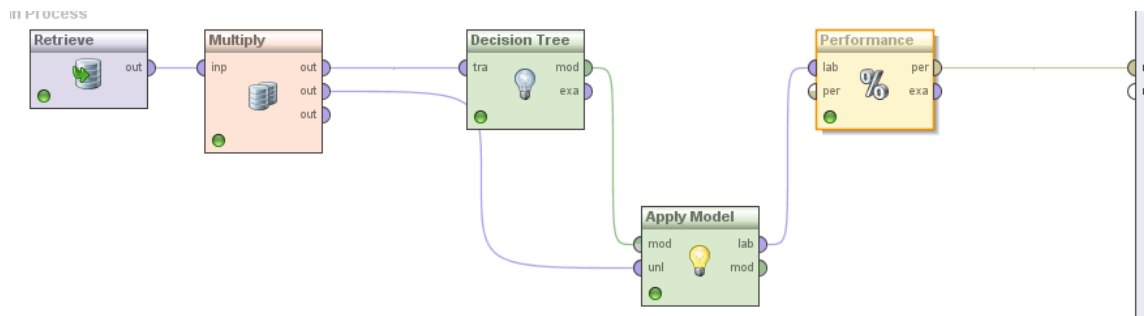 in Process
Retrieve
out
Multiply
inp
out
out
out
Decision Tree
tra
mod
exa
Performance
%
lab
per
per
exa
Apply Model
mod
lab
unl
mod